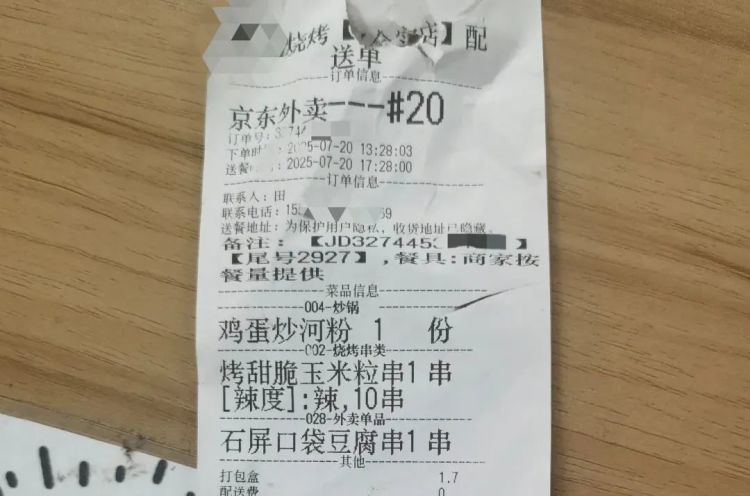 烧烤【 店】配
送单
订单信息
京东外卖---#20
订单号:32744
下单时 : 2025-07-20 13:28:03
送餐 : 2025-07-20 17:28:00
订单信息
联系人:田
联系电话:15 69
送餐地址:为保护用户隐私,收货地址已隐藏。
备注:【JD3274453 】
【尾号2927】,餐具:商家按
餐量提供
菜品信息
004-炒锅
鸡蛋炒河粉 1 份
002-烧烤串类
烤甜脆玉米粒串1 串
[辣度]:辣,10串
028-外卖单品
石屏口袋豆腐串1 串
其他
打包盒 1.7
配送费 0